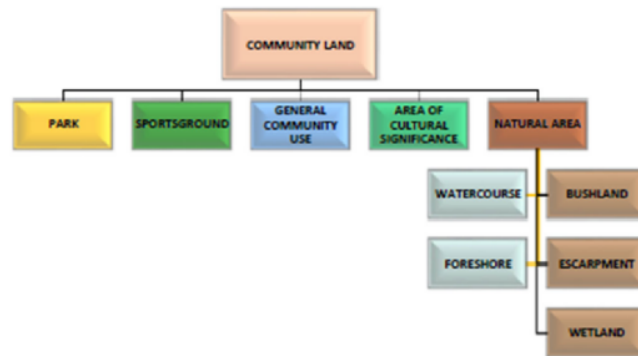 COMMUNITY LAND
PARK
SPORTSGROUND
GENERAL
COMMUNITY
USE
AREA OF
CULTURAL
SIGNIFICANCE
NATURAL AREA
WATERCOURSE
BUSHLAND
FORESHORE
ESCARPMENT
WETLAND